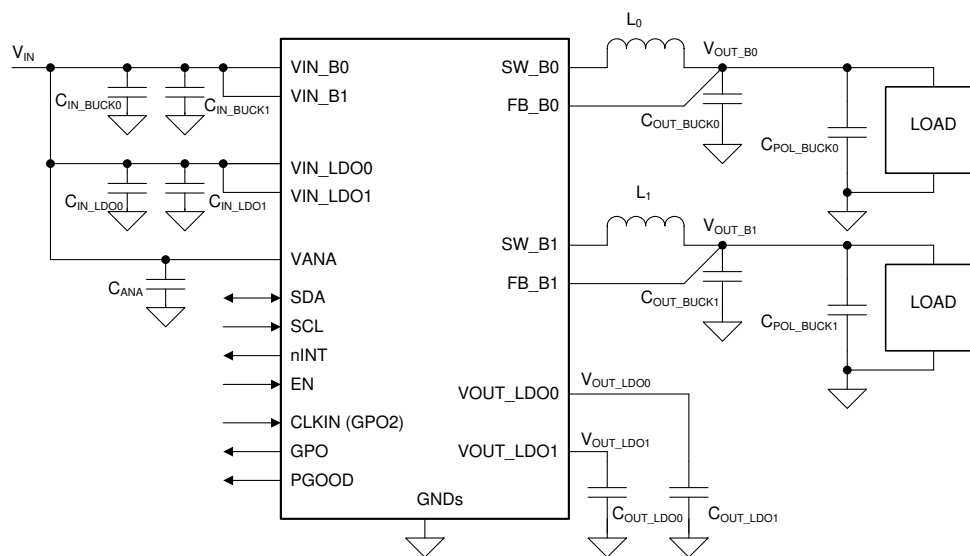 L0
VIN
VOUT_B0
VIN_B0
SW_B0
VIN_B1
CIN_BUCK0
CIN_BUCK1
FB_B0
COUT_BUCK0
LOAD
CPOL_BUCK0
VIN_LDO0
VIN_LDO1
CIN_LDO0
CIN_LDO1
L1
VOUT_B1
SW_B1
VANA
FB_B1
CANA
COUT_BUCK1
LOAD
CPOL_BUCK1
SDA
SCL
nINT
EN
VOUT_LDO0
VOUT_LDO0
CLKIN (GPO2)
GPO
VOUT_LDO1
VOUT_LDO1
PGOOD
GNDs
COUT_LDO0
COUT_LDO1